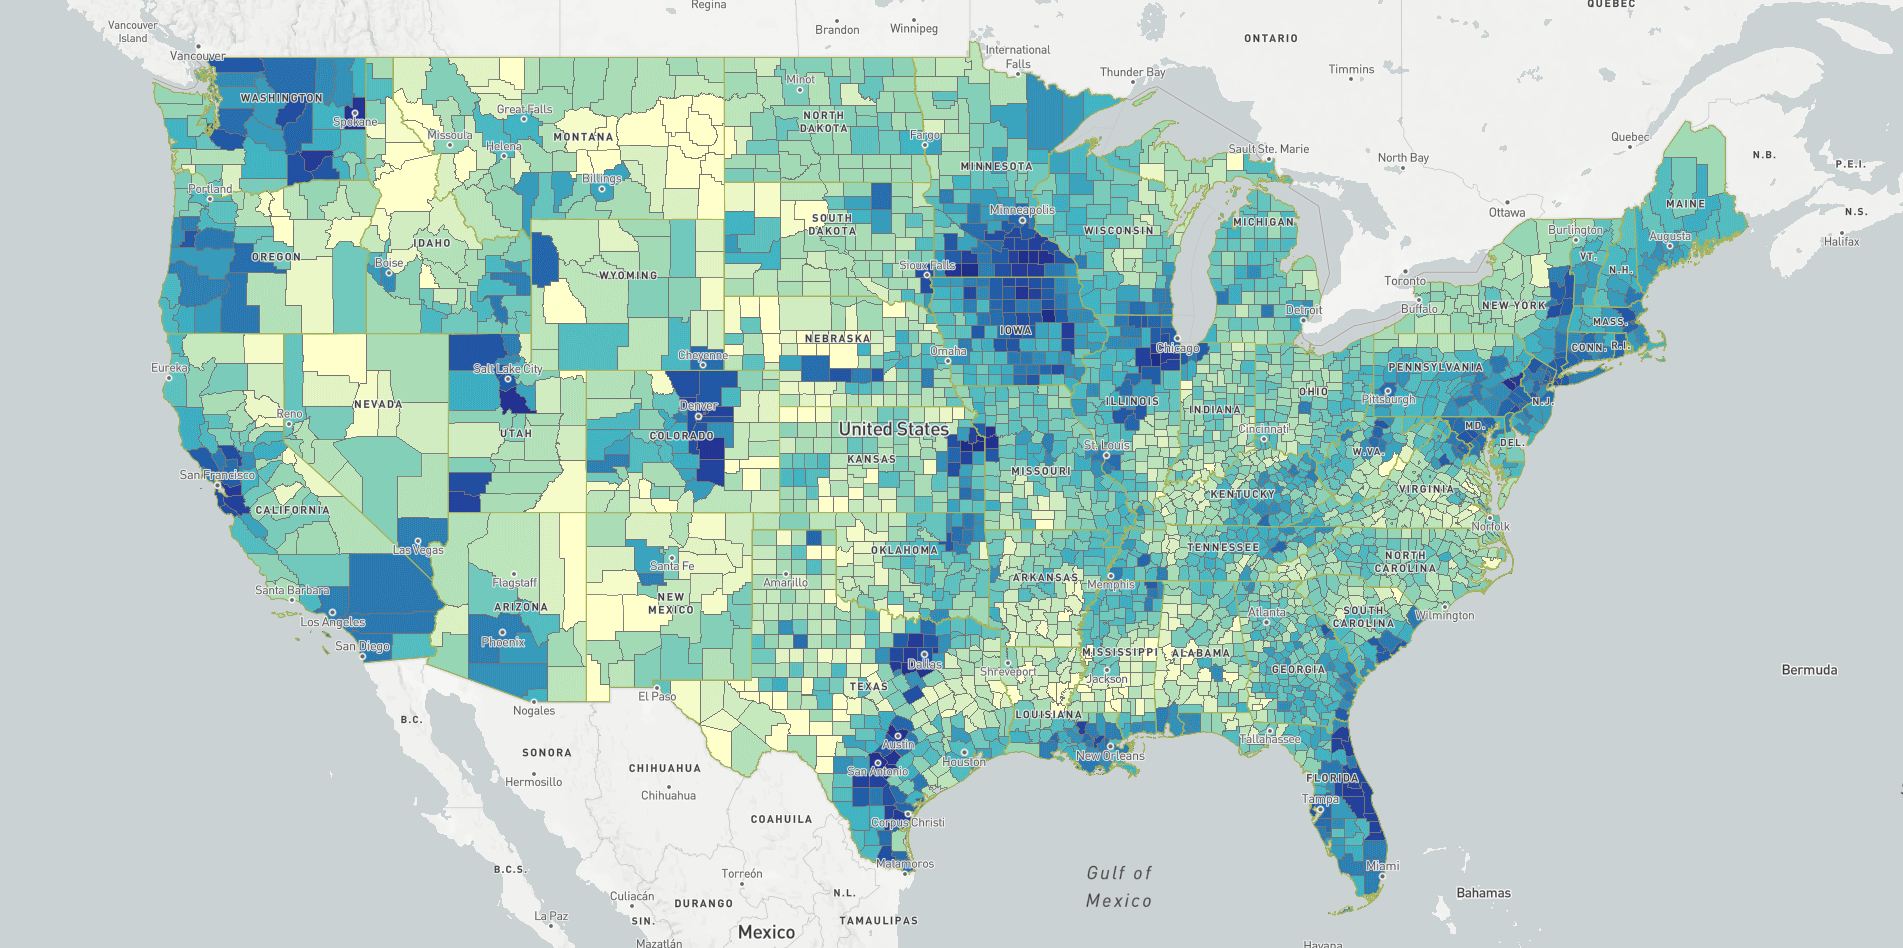 Regina
QUÉBEC
Vancouver
Island
Brandon
Winnipeg
ONTARIO
Vancouver
International
Falls
Thunder Bay
Timmins
Minot
WASHINGTON
Spokane
Great Falls
NORTH
DAKOTA
Missoula
Helena
MONTANA
Fargo
Quebec
Sault Ste. Marie
North Bay
N.B.
P.E.I.
MINNESOTA
Billings
Portland
MAINE
Ottawa
N.S.
Minneapolis
SOUTH
DAKOTA
WISCONSIN
MICHIGAN
Burlington
Augusta
Halifax
IDAHO
OREGON
Boise
VT.
N.H.
Sioux Falls
WYOMING
Toronto
Buffalo
NEW YORK
Detroit
MASS.
IOWA
NEBRASKA
Chicago
CONN.
R.I.
Omaha
Cheyenne
Eureka
Salt Lake City
PENNSYLVANIA
Pittsburgh
OHIO
N.J.
NEVADA
Reno
Denver
ILLINOIS
INDIANA
United States
UTAH
COLORADO
Cincinnati
MD.
DEL.
St. Louis
W.VA.
KANSAS
MISSOURI
San Francisco
VIRGINIA
KENTUCKY
CALIFORNIA
Norfolk
Las Vegas
OKLAHOMA
TENNESSEE
NORTH
CAROLINA
Santa Fe
Flagstaff
Amarillo
ARKANSAS
Memphis
Santa Barbara
NEW
MEXICO
ARIZONA
Los Angeles
Atlanta
SOUTH
CAROLINA
Wilmington
Phoenix
San Diego
Dallas
MISSISSIPPI
ALABAMA
Shreveport
Jackson
GEORGIA
Bermuda
TEXAS
El Paso
Nogales
B.C.
LOUISIANA
Tallahassee
Austin
New Orleans
SONORA
Houston
San Antonio
CHIHUAHUA
Hermosillo
Chihuahua
FLORIDA
Tampa
COAHUILA
Corpus Christi
Matamoros
Miami
B.C.S.
Torreón
Gulf of
Mexico
Culiacán
DURANGO
N.L.
Bahamas
La Paz
SIN.
TAMAULIPAS
Mexico
Mazatlán
Havana